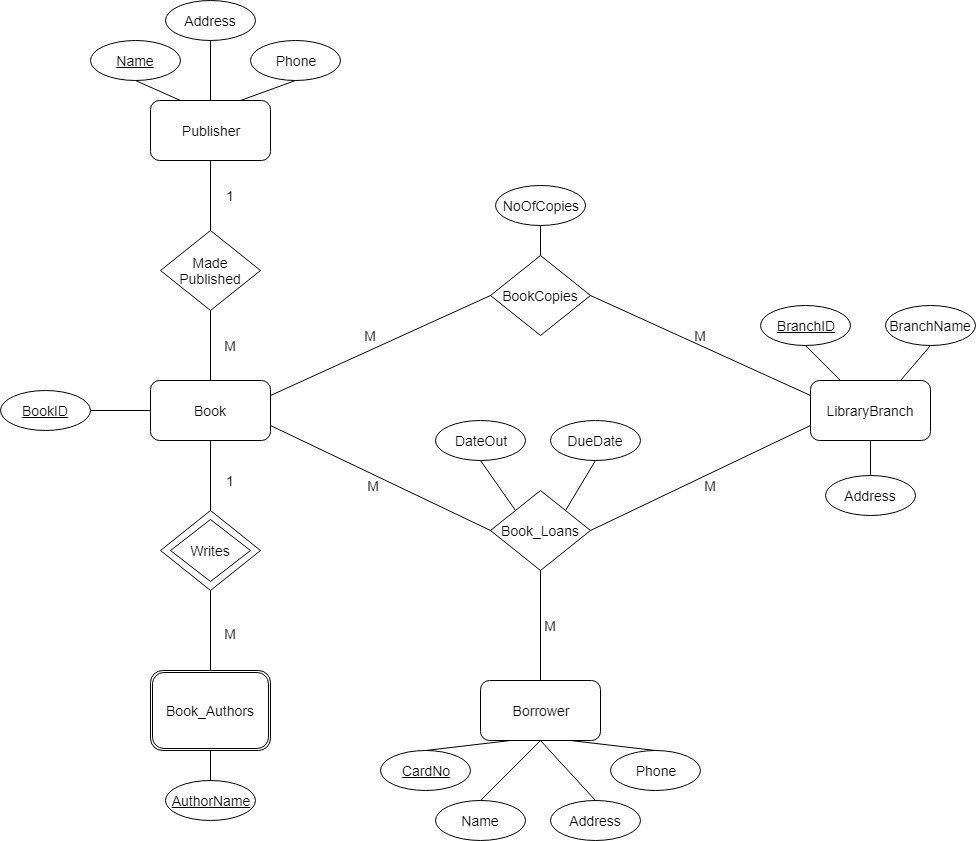 Address
Name
Phone
Publisher
1
NoOfCopies
Made
Published
BookCopies
BranchID
BranchName
M
M
M
BookID
Book
LibraryBranch
DateOut
DueDate
1
M
M
Address
Writes
Book_Loans
M
M
Book_Authors
Borrower
CardNo
Phone
AuthorName
Name
Address